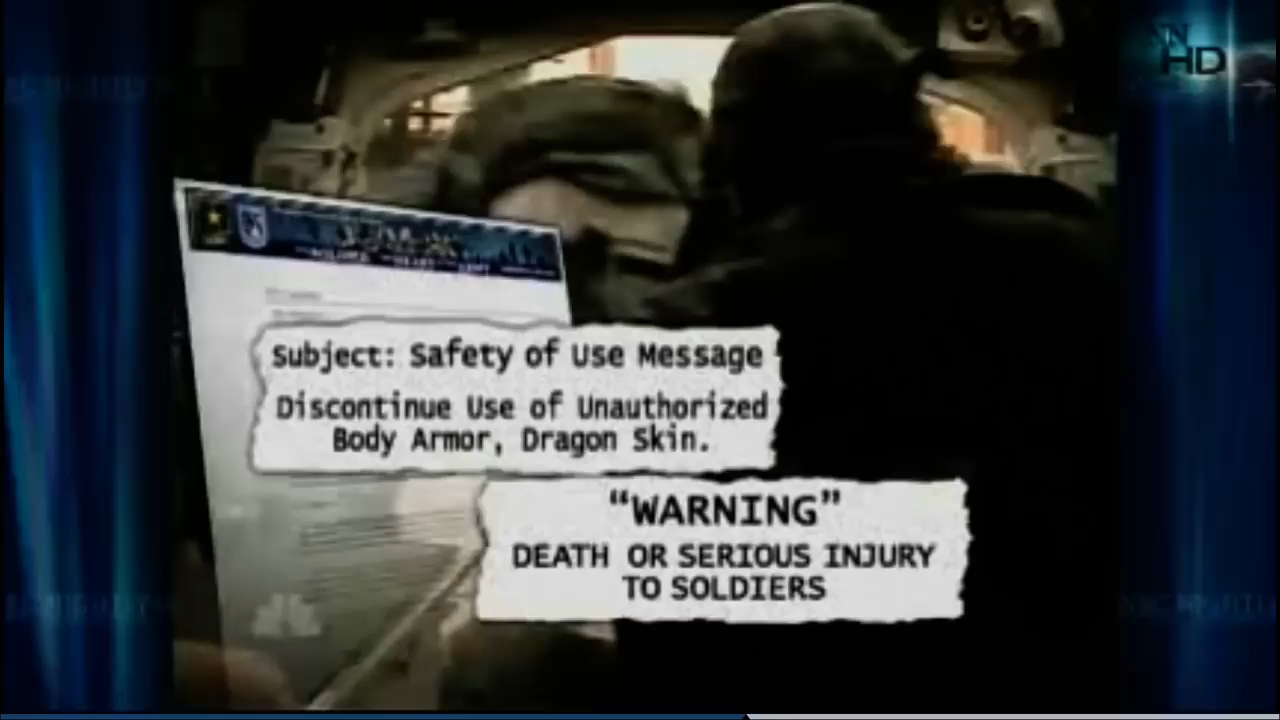 HD
Subject: Safety of Use Message
Discontinue Use of Unauthorized
Body Armor, Dragon Skin.
“WARNING”
DEATH OR SERIOUS INJURY
TO SOLDIERS